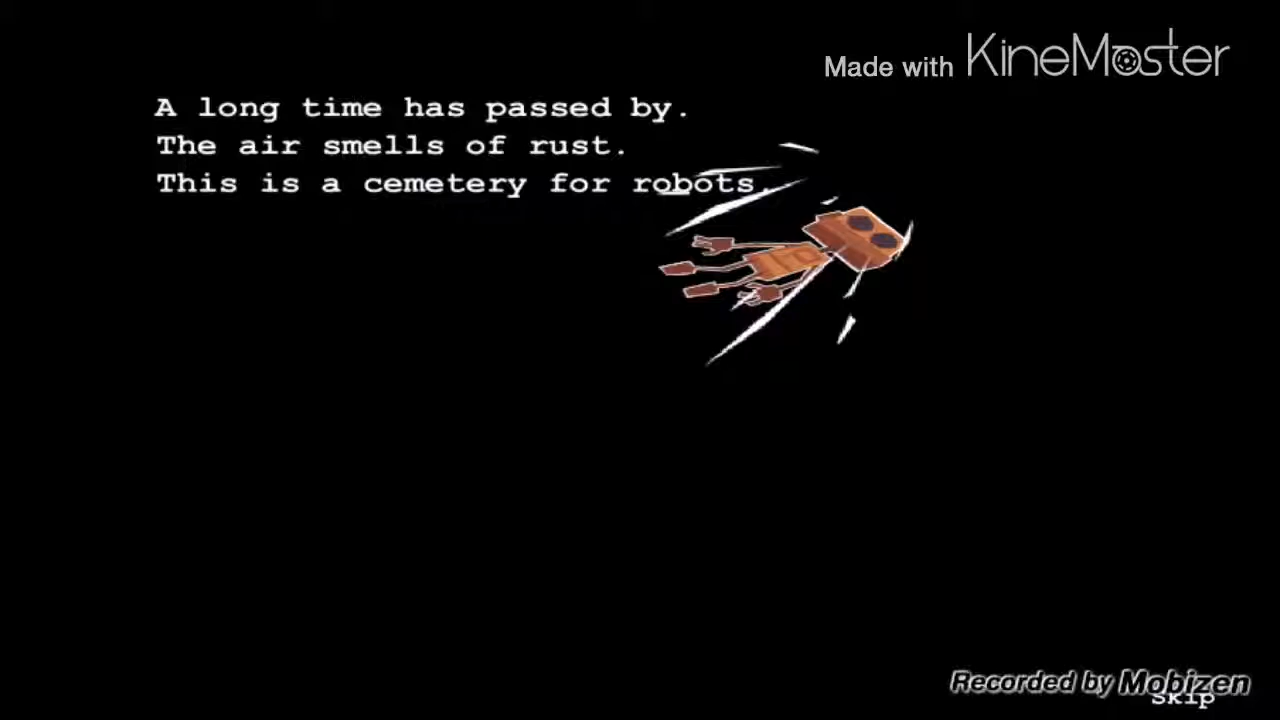 Made with KineMaster
A long time has passed by.
The air smells of rust.
This is a cemetery for robots.
Recorded by Mobizen
Skip